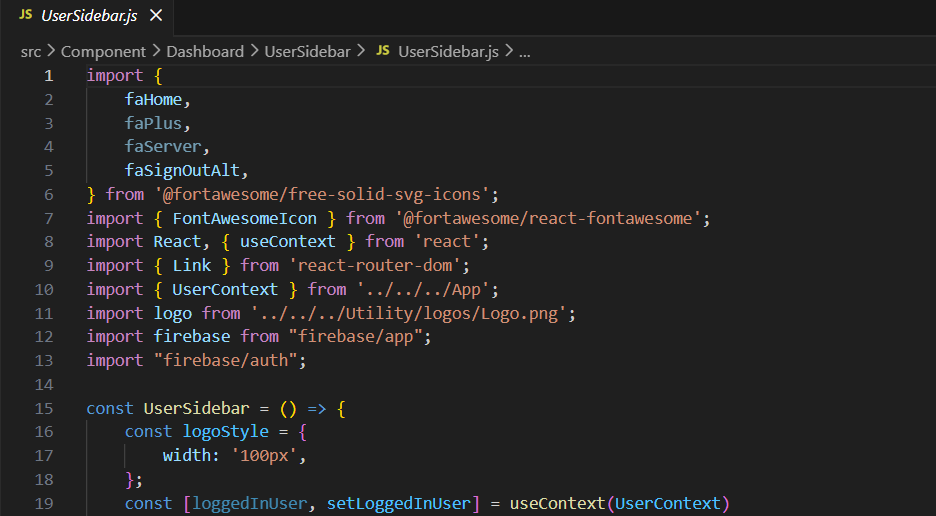 JS UserSidebar.js ×
src > Component > Dashboard > UserSidebar > JS UserSidebar.js > ...
1 import {
2     faHome,
3     faPlus,
4     faServer,
5     faSignOutAlt,
6 } from '@fortawesome/free-solid-svg-icons';
7 import { FontAwesomeIcon } from '@fortawesome/react-fontawesome';
8 import React, { useContext } from 'react';
9 import { Link } from 'react-router-dom';
10 import { UserContext } from '../../../App';
11 import logo from '../../../Utility/logos/Logo.png';
12 import firebase from "firebase/app";
13 import "firebase/auth";
14
15 const UserSidebar = () => {
16     const logoStyle = {
17         width: '100px',
18     };
19     const [loggedInUser, setLoggedInUser] = useContext(UserContext)